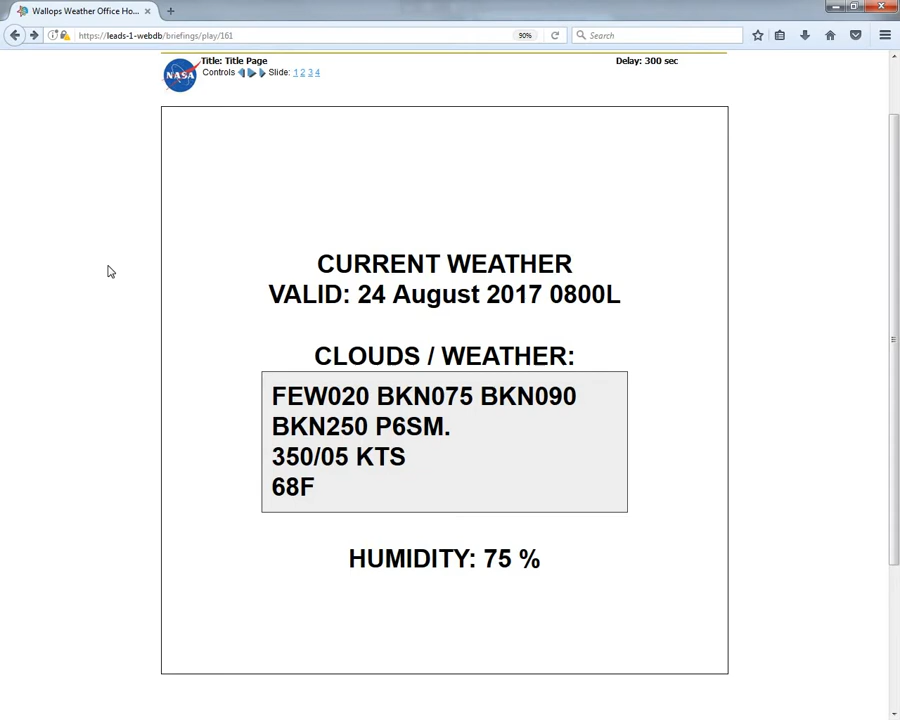 Wallops Weather Office Ho...
https://leads-1-webdb/briefings/play/161
90%
Search
Title: Title Page
Delay: 300 sec
Controls Slide: 1 2 3 4
NASA
CURRENT WEATHER
VALID: 24 August 2017 0800L
CLOUDS / WEATHER:
FEW020 BKN075 BKN090
BKN250 P6SM.
350/05 KTS
68F
HUMIDITY: 75 %